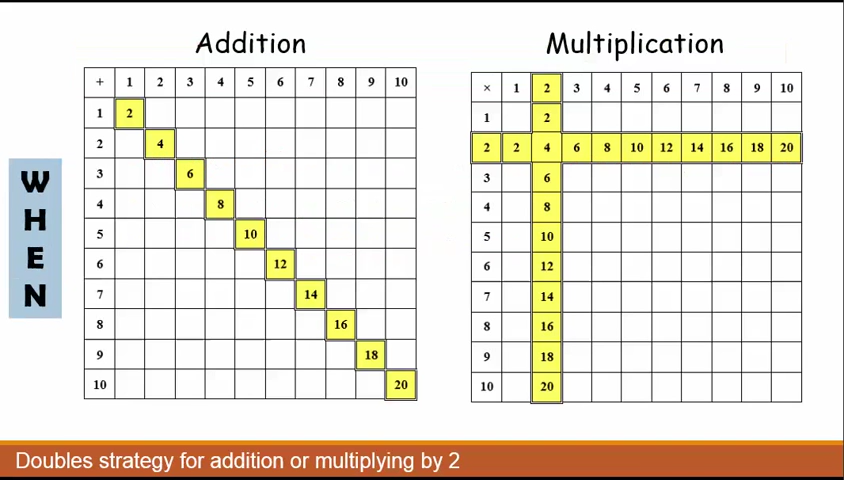 Addition
+ 1 2 3 4 5 6 7 8 9 10
1 2
2 4
3 6
4 8
5 10
6 12
7 14
8 16
9 18
10 20
Multiplication
× 1 2 3 4 5 6 7 8 9 10
1 2
2 2 4 6 8 10 12 14 16 18 20
3 6
4 8
5 10
6 12
7 14
8 16
9 18
10 20
W
H
E
N
Doubles strategy for addition or multiplying by 2